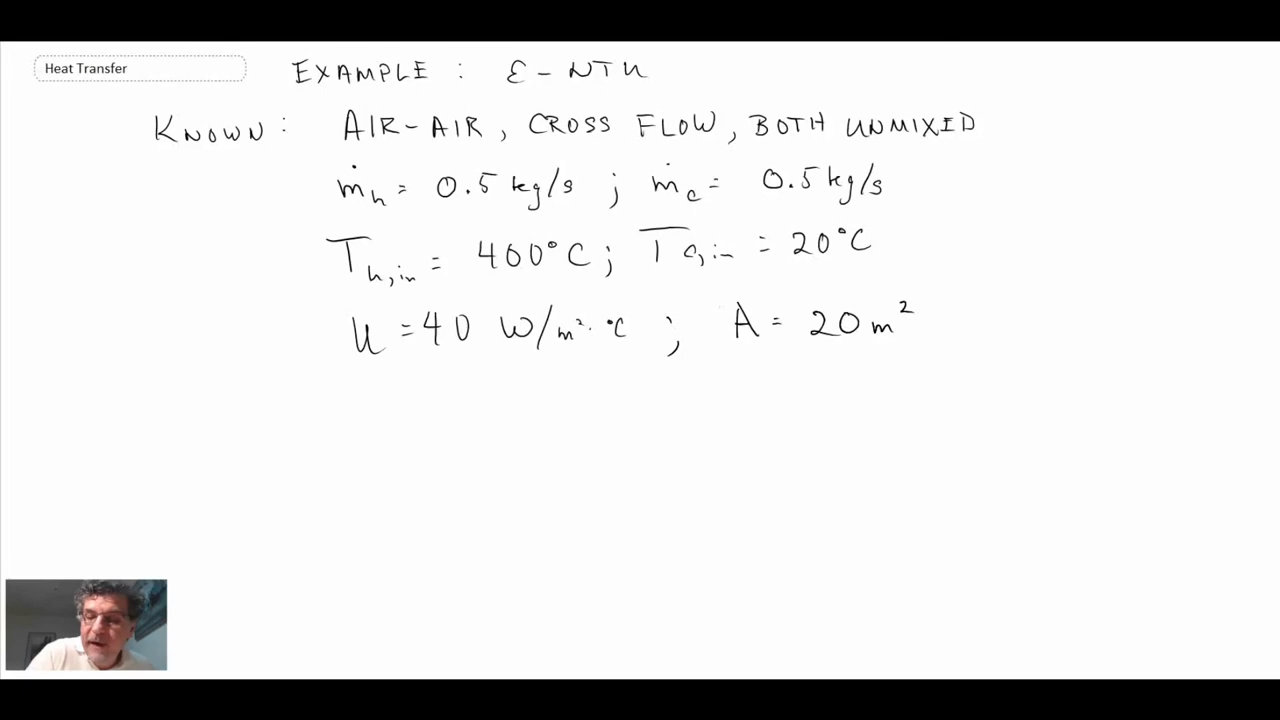 Heat Transfer
EXAMPLE : ε - NTU
KNOWN : AIR-AIR, CROSS FLOW, BOTH UNMIXED
ṁh = 0.5 kg/s ; ṁc = 0.5 kg/s
Th,in = 400°C ; Tc,in = 20°C
U = 40 W/m²·°C ; A = 20 m²